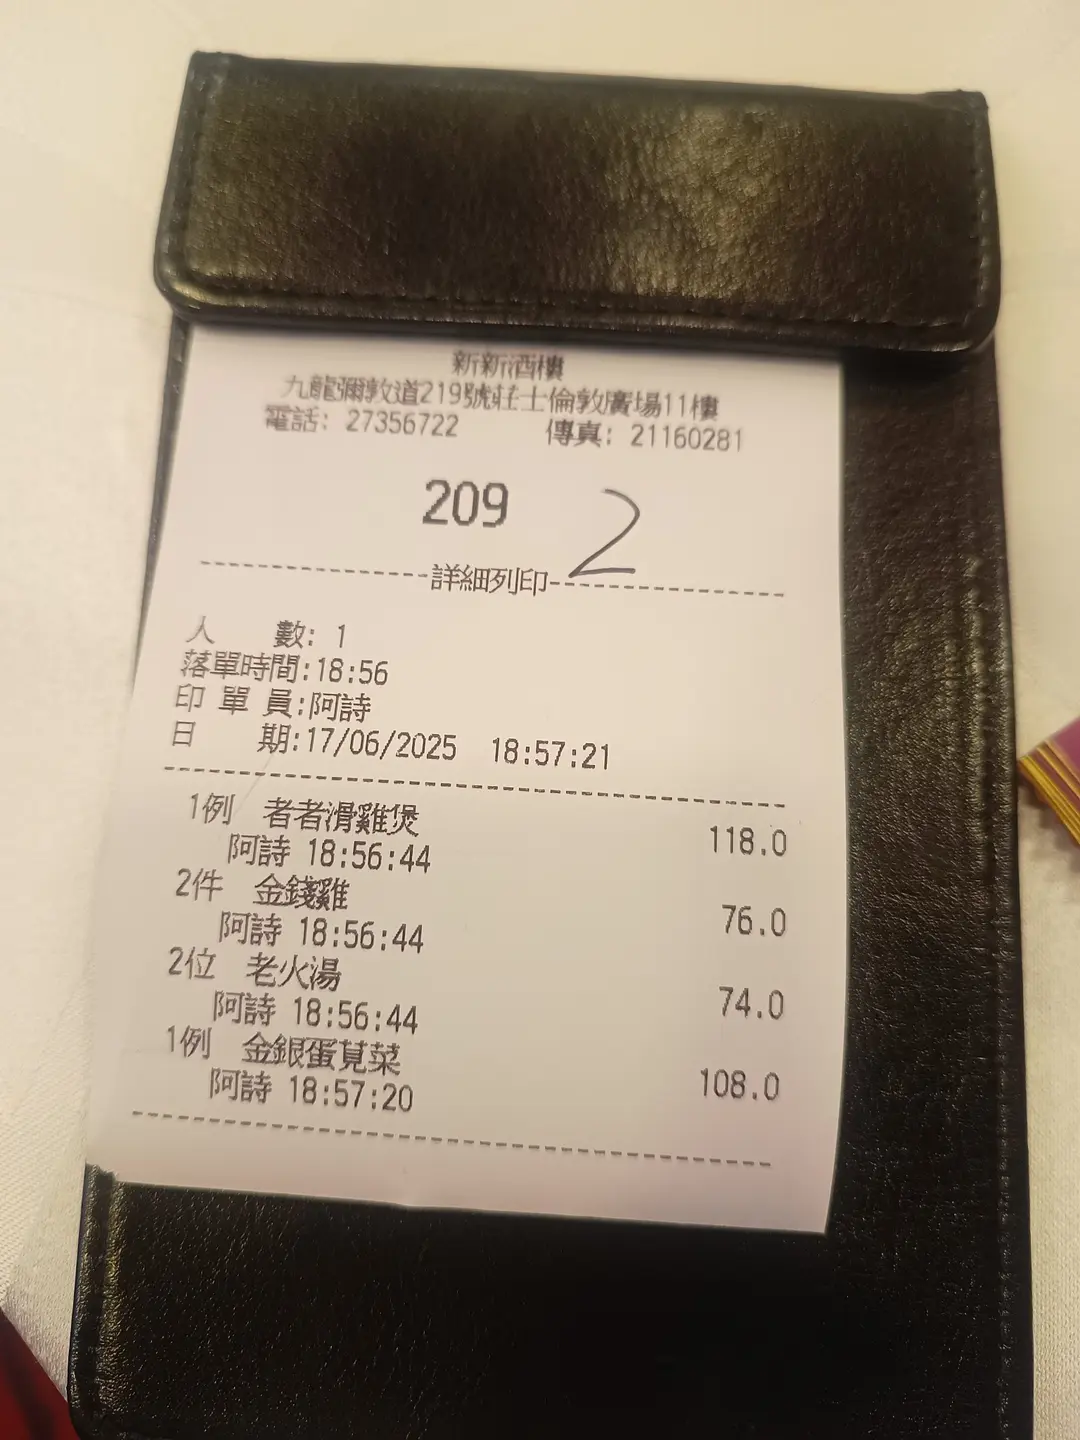 新新酒樓
九龍彌敦道219號莊士倫敦廣場11樓
電話: 27356722 傳真: 21160281
209 2
--------------------詳細列印--------------------
人 數: 1
落單時間:18:56
印 單 員:阿詩
日 期:17/06/2025 18:57:21
1例 者者滑雞煲 118.0
阿詩 18:56:44
2件 金錢雞 76.0
阿詩 18:56:44
2位 老火湯 74.0
阿詩 18:56:44
1例 金銀蛋莧菜 108.0
阿詩 18:57:20